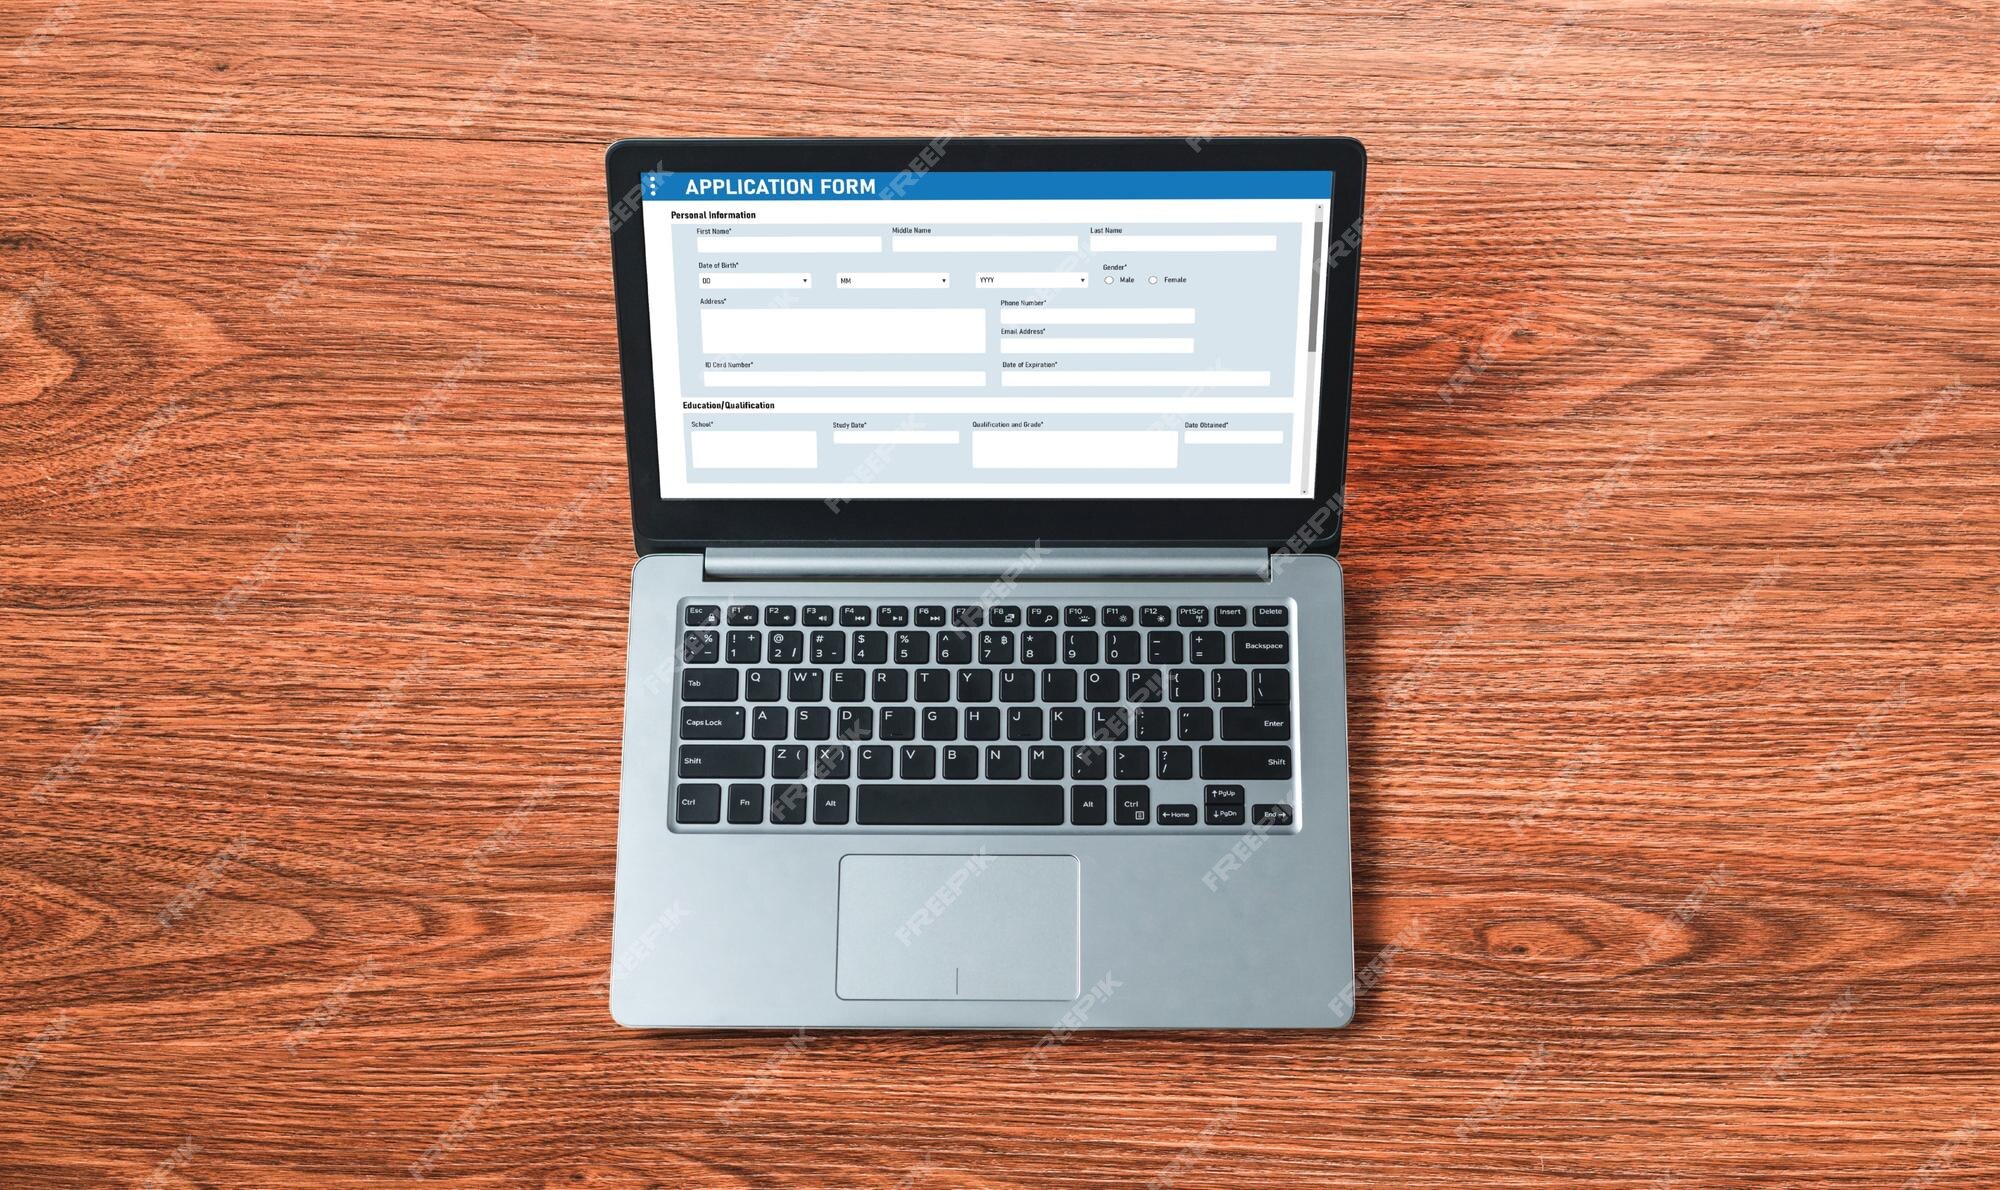 APPLICATION FORM
Personal Information
First Name* Middle Name Last Name
Date of Birth* Gender*
DD MM YYYY Male Female
Address* Phone Number*
Email Address*
ID Card Number* Date of Expiration*
Education/Qualification
School* Study Date* Qualification and Grade* Date Obtained*
Esc F1 F2 F3 F4 F5 F6 F7 F8 F9 F10 F11 F12 PrtScr Insert Delete
~ % ! + @ # $ % ^ & ฿ * ( ) _ +
` - 1 2 / 3 - 4 5 6 7 8 9 0 - = Backspace
Tab Q W " E R T Y U I O P { [ } ] | \
Caps Lock A S D F G H J K L : ; " ' Enter
Shift Z ( X ) C V B N M < , > . ? / Shift
Ctrl Fn Alt Alt Ctrl ←Home ↑PgUp ↓PgDn End→
FREEPIK